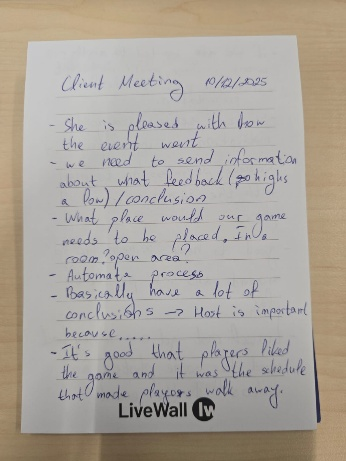 Client Meeting 10/12/2025
- She is pleased with how
the event went
- we need to send information
about what feedback (highs
a low) / conclusion
- What place would our game
needs to be placed. In a
room? open area?
- Automate process
- Basically have a lot of
conclusions → Host is important
because.....
- It's good that players liked
the game and it was the schedule
that made players walk away.
LiveWall lw